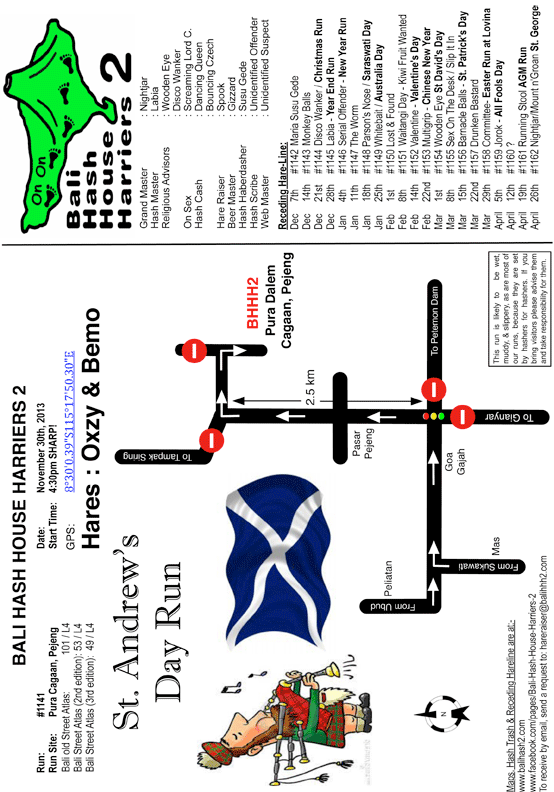 BALI HASH HOUSE HARRIERS 2
Run: #1141
Run Site: Pura Cagaan, Pejeng
Bali old Street Atlas: 101 / L4
Bali Street Atlas (2nd edition): 53 / L4
Bali Street Atlas (3rd edition): 49 / L4
Date: November 30th, 2013
Start Time: 4:30pm SHARP!
GPS: 8°30'0.39"S115°17'50.30"E
Hares : Oxzy & Bemo
St. Andrew's
Day Run
To Tampak Siring
BHHH2
Pura Dalem
Cagaan, Pejeng
2.5 km
Pasar
Pejeng
To Petemon Dam
To Gianyar
Goa
Gajah
Mas
From Sukawati
Peliatan
From Ubud
N
This run is likely to be wet,
muddy, & slippery, as are most of
our runs, because they are set
by hashers for hashers. If you
bring visitors please advise them
and take responsibility for them.
Maps, Hash Trash & Receding Hareline are at:-
www.balihash2.com
www.facebook.com/pages/Bali-Hash-House-Harriers-2
To receive by email, send a request to: hareraiser@balihhh2.com
On On
Bali
Hash
House
Harriers 2
Grand Master : Nightjar
Hash Master : Labia
Religious Advisors : Wooden Eye
: Disco Wanker
On Sex : Screaming Lord C.
Hash Cash : Dancing Queen
: Bouncing Czech
Hare Raiser : Spook
Beer Master : Gizzard
Hash Haberdasher : Susu Gede
Hash Scribe : Unidentified Offender
Web Master : Unidentified Suspect
Receding Hare-Line:
Dec 7th #1142 Maria Susu Gede
Dec 14th #1143 Monkey Balls
Dec 21st #1144 Disco Wanker / Christmas Run
Dec 28th #1145 Labia - Year End Run
Jan 4th #1146 Serial Offender - New Year Run
Jan 11th #1147 The Worm
Jan 18th #1148 Parson's Nose / Saraswati Day
Jan 25th #1149 Whitebait / Australia Day
Feb 1st #1150 Lost & Found
Feb 8th #1151 Waitangi Day - Kiwi Fruit Wanted
Feb 14th #1152 Valentine - Valentine's Day
Feb 22nd #1153 Multigrip - Chinese New Year
Mar 1st #1154 Wooden Eye St David's Day
Mar 8th #1155 Sex On The Desk / Slip It In
Mar 15th #1156 Barnacle Balls - St. Patrick's Day
Mar 22nd #1157 Drunken Bastard
Mar 29th #1158 Committee- Easter Run at Lovina
April 5th #1159 Jorok - All Fools Day
April 12th #1160 ?
April 19th #1161 Running Stool AGM Run
April 26th #1162 Nightjar/Mount n'Groan St. George